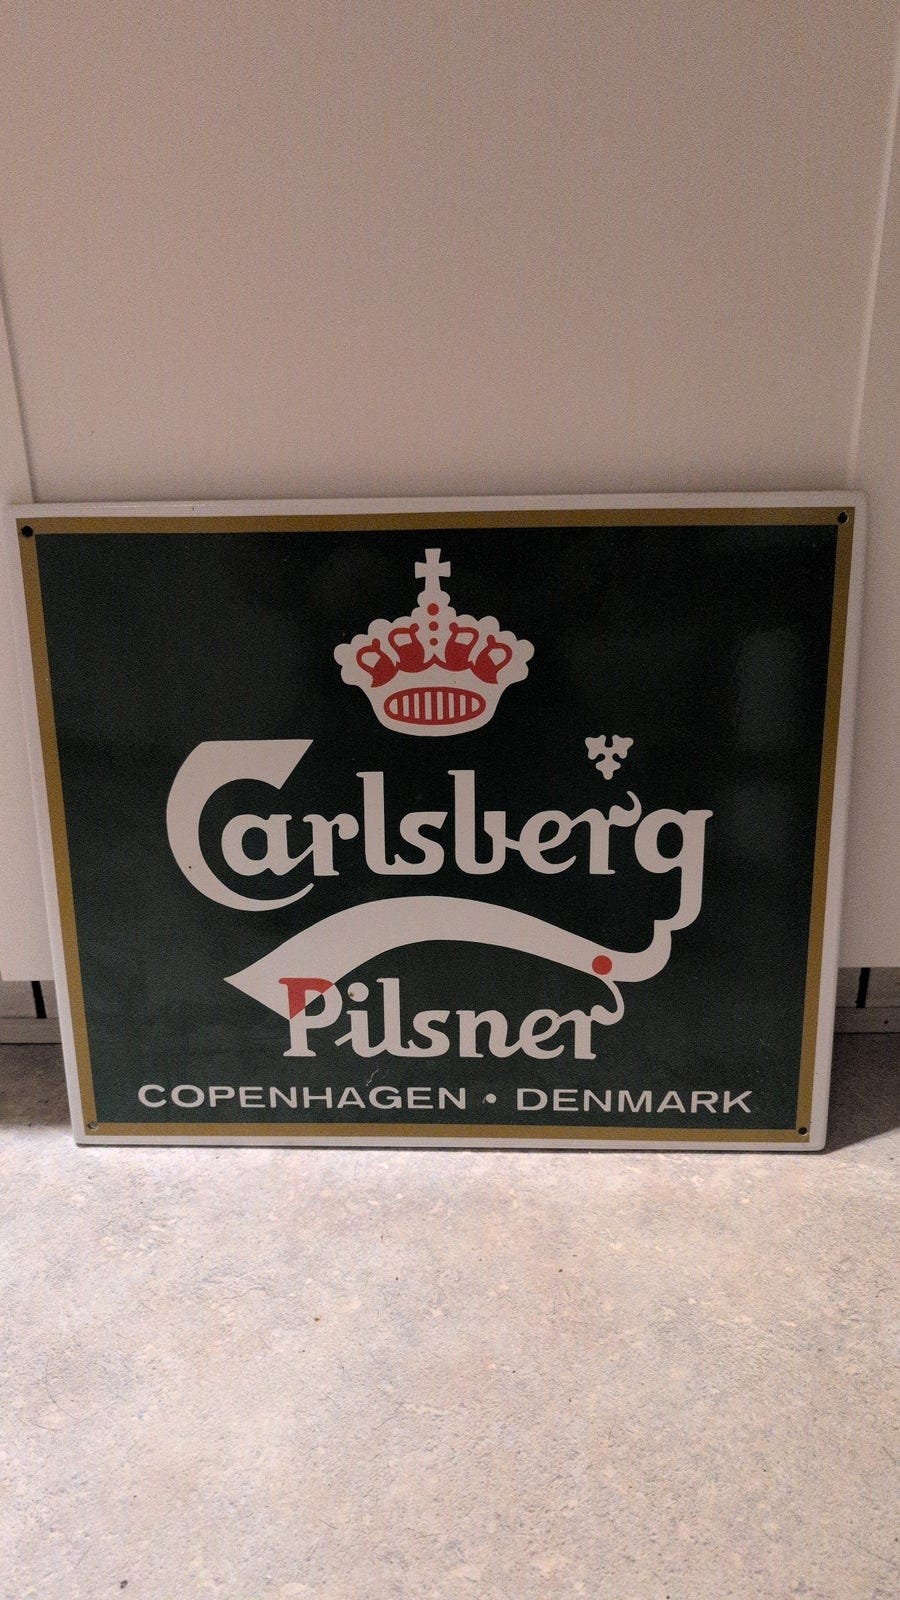 Carlsberg
Pilsner
COPENHAGEN • DENMARK